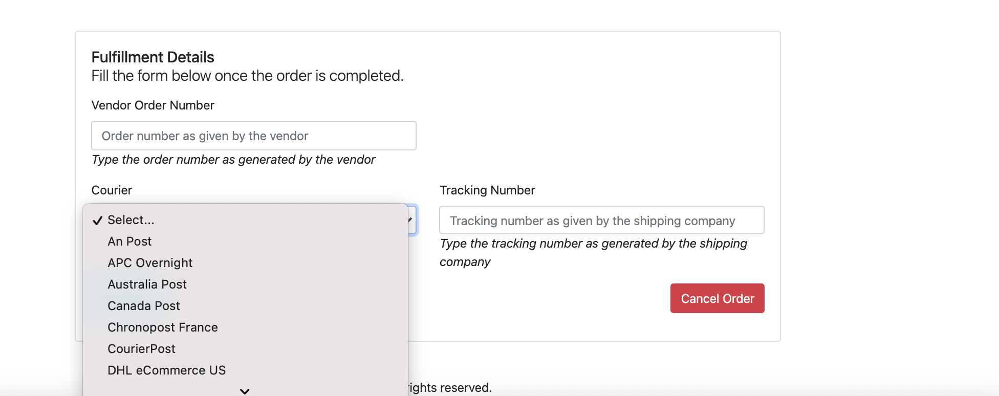 Fulfillment Details
Fill the form below once the order is completed.
Vendor Order Number
Order number as given by the vendor
Type the order number as generated by the vendor
Courier
Select...
An Post
APC Overnight
Australia Post
Canada Post
Chronopost France
CourierPost
DHL eCommerce US
Tracking Number
Tracking number as given by the shipping company
Type the tracking number as generated by the shipping
company
Cancel Order
rights reserved.